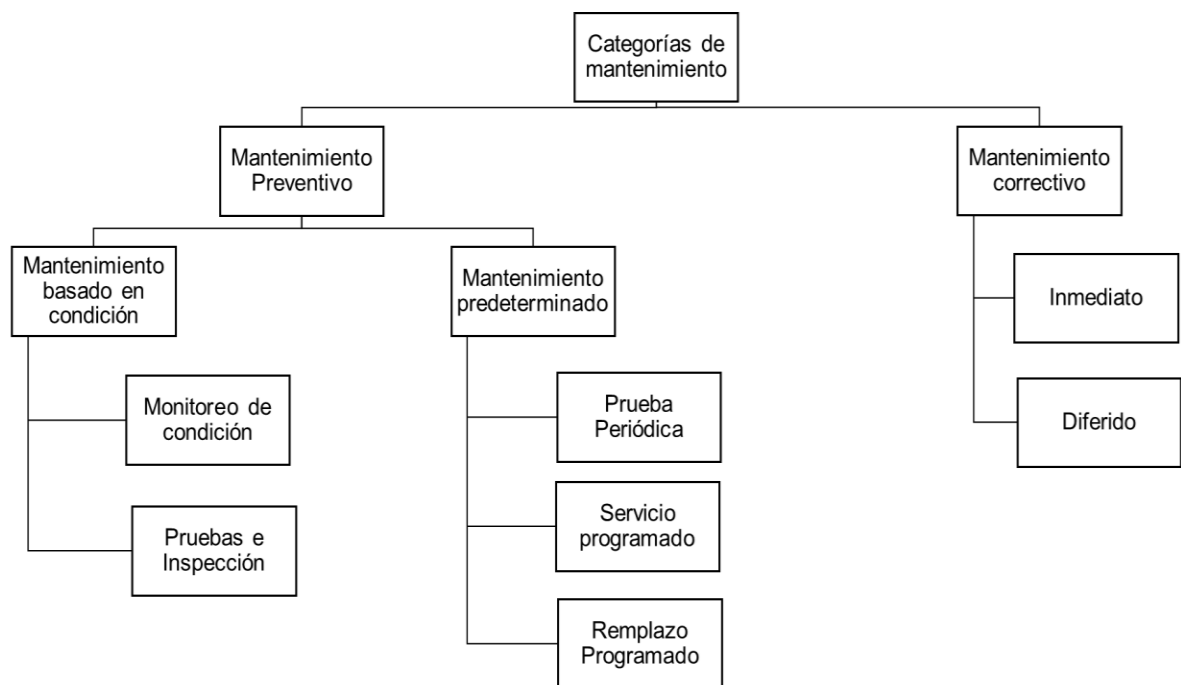 Categorías de
mantenimiento
Mantenimiento
Preventivo
Mantenimiento
correctivo
Mantenimiento
basado en
condición
Mantenimiento
predeterminado
Inmediato
Monitoreo de
condición
Prueba
Periódica
Diferido
Pruebas e
Inspección
Servicio
programado
Remplazo
Programado